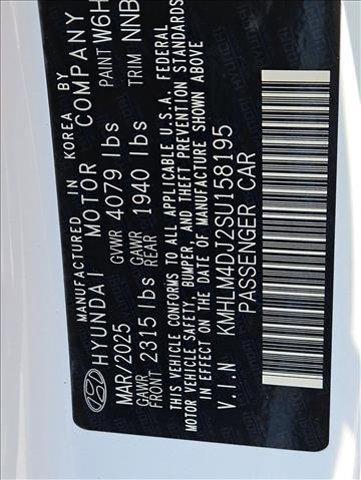 MANUFACTURED IN KOREA BY
HYUNDAI MOTOR COMPANY
MAR/2025 GVWR 4079 lbs PAINT W6H
GAWR FRONT 2315 lbs GAWR REAR 1940 lbs TRIM NNB
THIS VEHICLE CONFORMS TO ALL APPLICABLE U.S.A. FEDERAL
MOTOR VEHICLE SAFETY, BUMPER, AND THEFT PREVENTION STANDARDS
IN EFFECT ON THE DATE OF MANUFACTURE SHOWN ABOVE
V.I.N KMHLM4DJ2SU158195
PASSENGER CAR